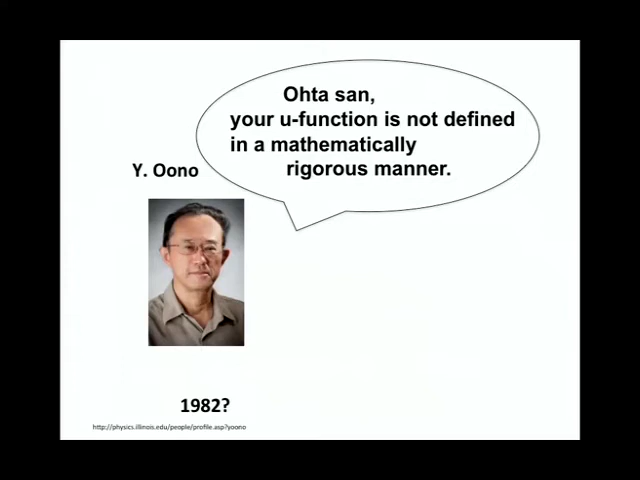 Ohta san,
your u-function is not defined
in a mathematically
rigorous manner.
Y. Oono
1982?
http://physics.illinois.edu/people/profile.asp?yoono